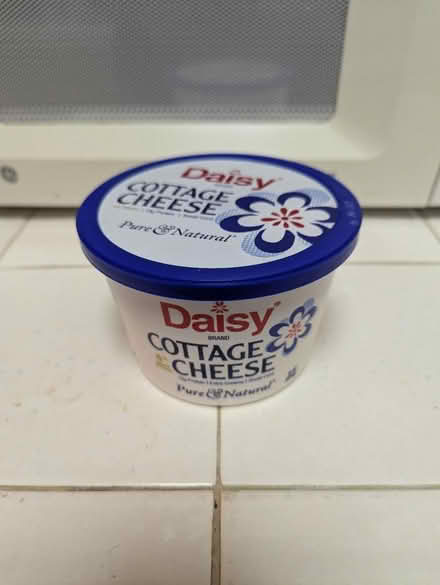 Daisy
COTTAGE
CHEESE
Pure & Natural
Daisy
BRAND
COTTAGE
CHEESE
Pure & Natural